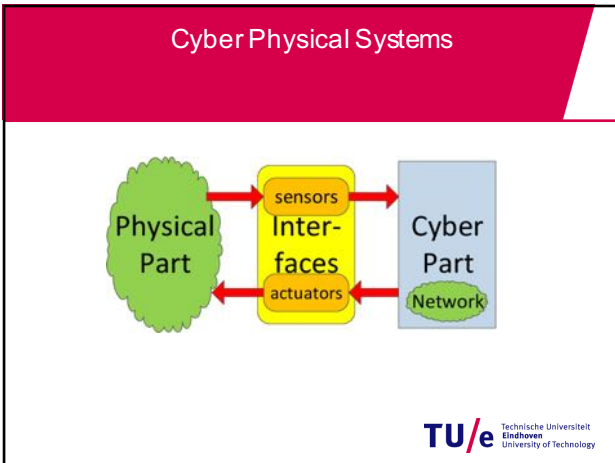 Cyber Physical Systems
Physical
Part
sensors
Inter-
faces
actuators
Cyber
Part
Network
TU/e
Technische Universiteit
Eindhoven
University of Technology